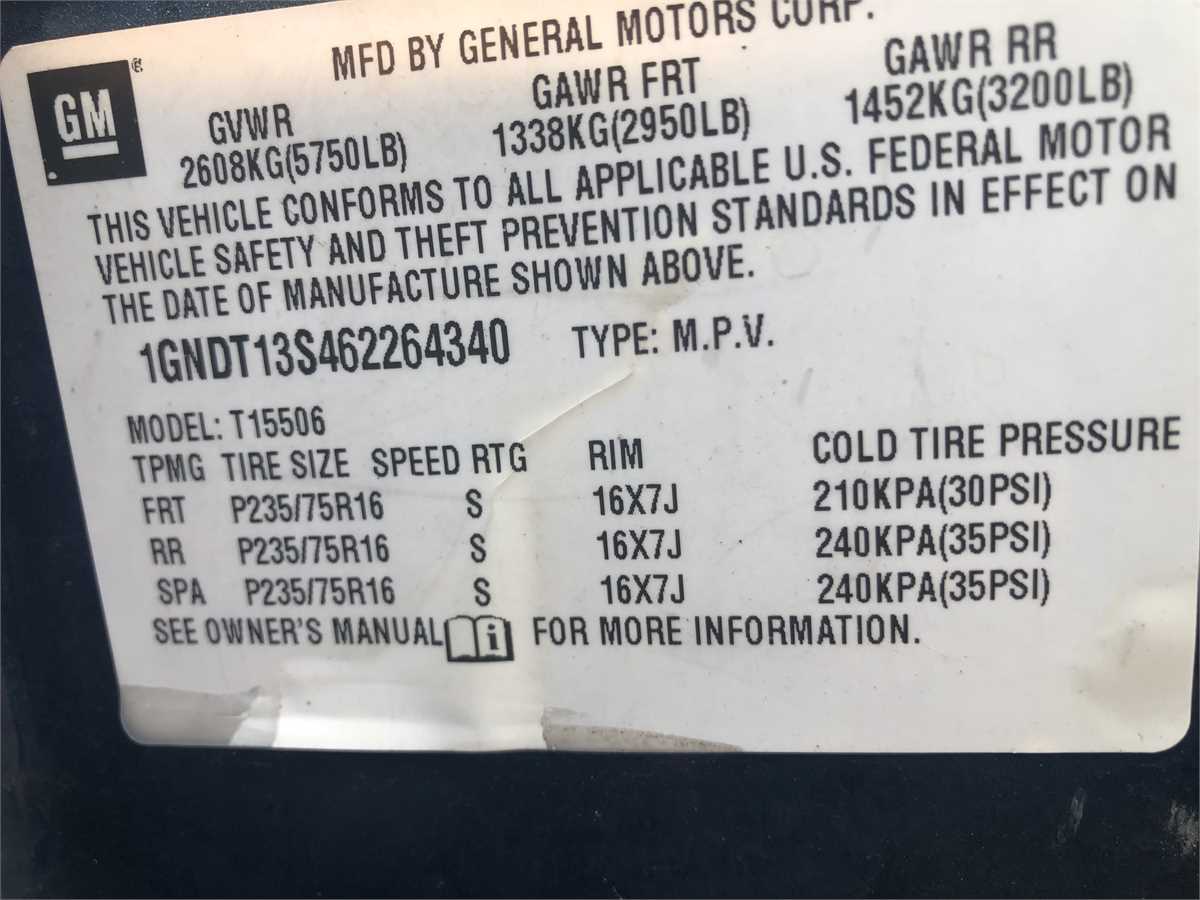 MFD BY GENERAL MOTORS CORP.
GM
GVWR GAWR FRT GAWR RR
2608KG(5750LB) 1338KG(2950LB) 1452KG(3200LB)
THIS VEHICLE CONFORMS TO ALL APPLICABLE U.S. FEDERAL MOTOR
VEHICLE SAFETY AND THEFT PREVENTION STANDARDS IN EFFECT ON
THE DATE OF MANUFACTURE SHOWN ABOVE.
1GNDT13S462264340 TYPE: M.P.V.
MODEL: T15506
TPMG TIRE SIZE SPEED RTG RIM COLD TIRE PRESSURE
FRT P235/75R16 S 16X7J 210KPA(30PSI)
RR P235/75R16 S 16X7J 240KPA(35PSI)
SPA P235/75R16 S 16X7J 240KPA(35PSI)
SEE OWNER'S MANUAL i FOR MORE INFORMATION.